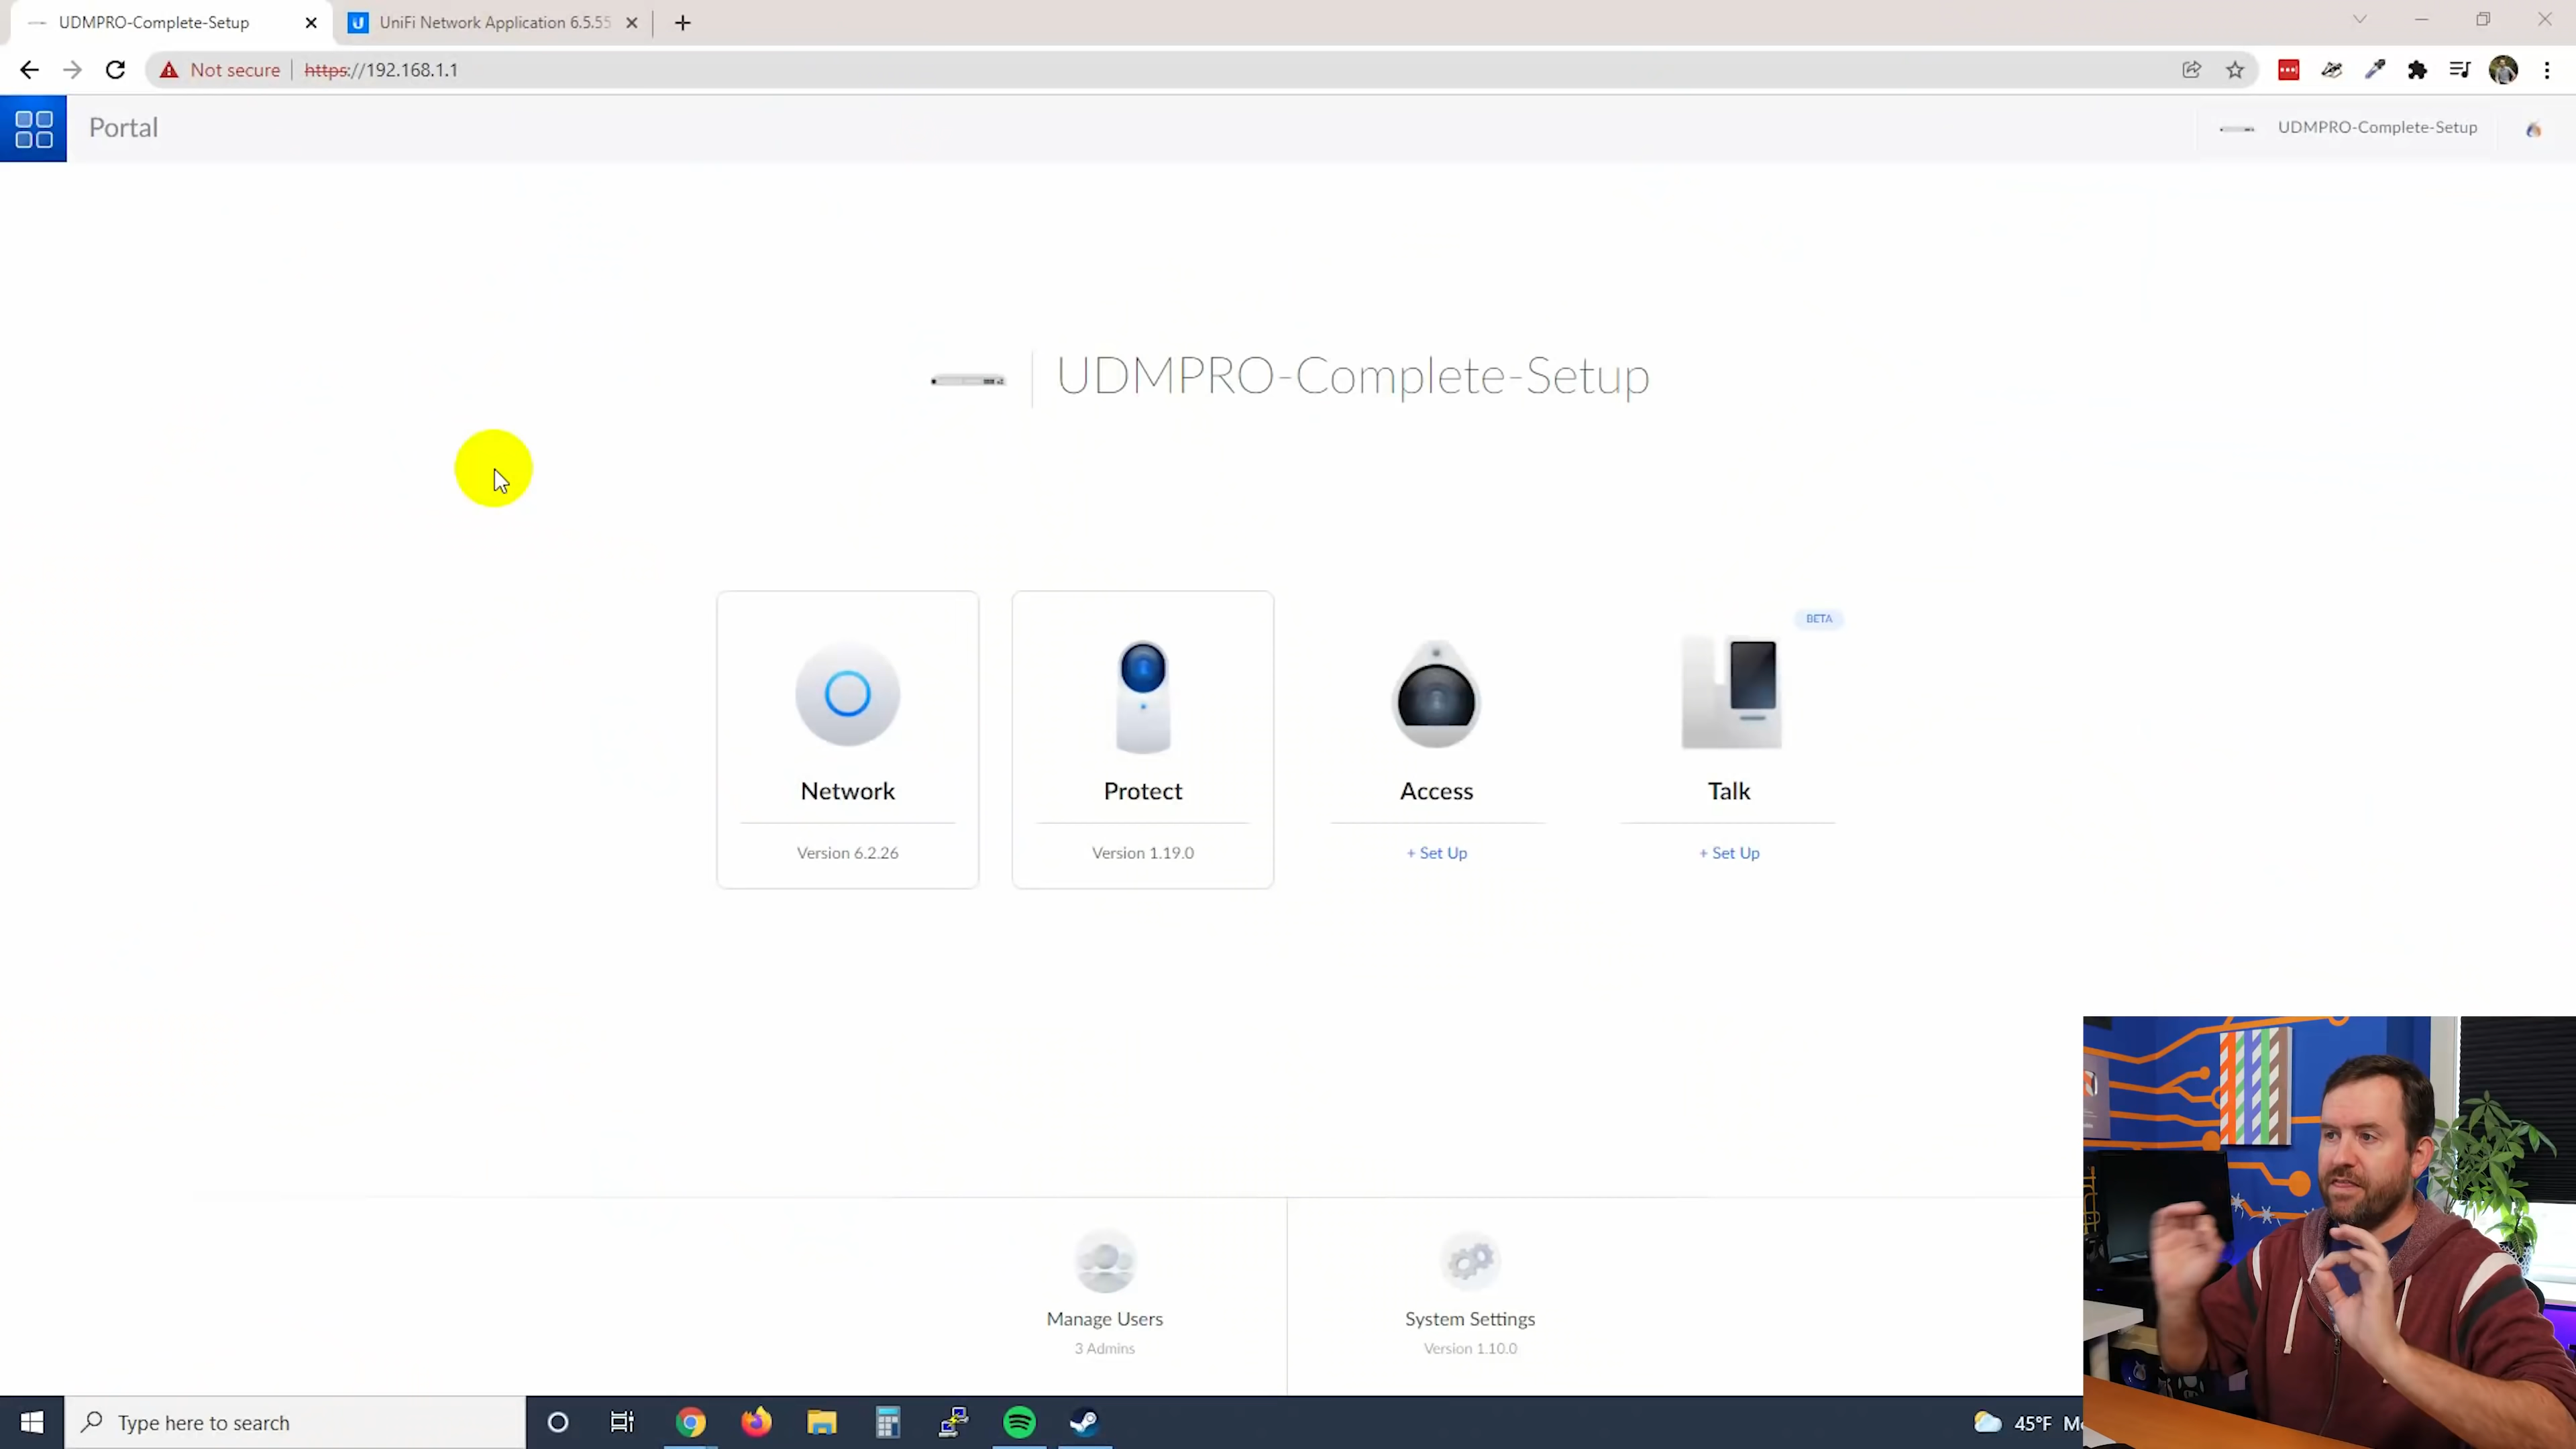 UDMPRO-Complete-Setup
UniFi Network Application 6.5.55
Not secure https://192.168.1.1
Portal
UDMPRO-Complete-Setup
UDMPRO-Complete-Setup
BETA
Network
Protect
Access
Talk
Version 6.2.26
Version 1.19.0
+ Set Up
+ Set Up
Manage Users
System Settings
3 Admins
Version 1.10.0
Type here to search
45°F